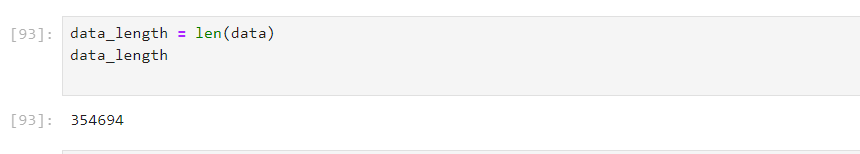 [93]: data_length = len(data)
data_length
[93]: 354694